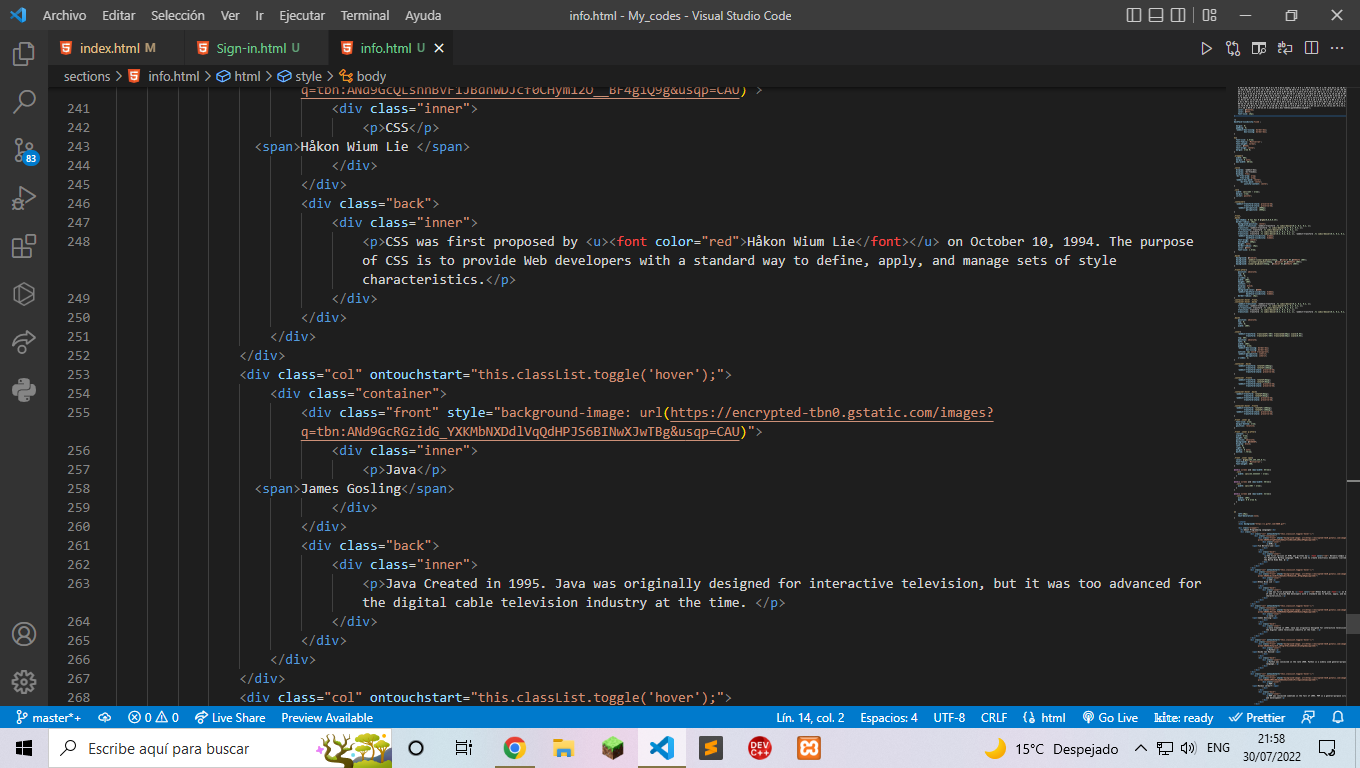 Archivo Editar Selección Ver Ir Ejecutar Terminal Ayuda info.html - My_codes - Visual Studio Code
index.html M Sign-in.html U info.html U
sections > info.html > html > style > body
q=tbn:ANd9GcQLshnBvF1JBdnWDJcf0CHymi2U__BF4giQ9g&usqp=CAU)">
241 <div class="inner">
242 <p>CSS</p>
243 <span>Håkon Wium Lie </span>
244 </div>
245 </div>
246 <div class="back">
247 <div class="inner">
248 <p>CSS was first proposed by <u><font color="red">Håkon Wium Lie</font></u> on October 10, 1994. The purpose
of CSS is to provide Web developers with a standard way to define, apply, and manage sets of style
characteristics.</p>
249 </div>
250 </div>
251 </div>
252 </div>
253 <div class="col" ontouchstart="this.classList.toggle('hover');">
254 <div class="container">
255 <div class="front" style="background-image: url(https://encrypted-tbn0.gstatic.com/images?
q=tbn:ANd9GcRGzidG_YXKMbNXDdlVqQdHPJS6BINwXJwTBg&usqp=CAU)">
256 <div class="inner">
257 <p>Java</p>
258 <span>James Gosling</span>
259 </div>
260 </div>
261 <div class="back">
262 <div class="inner">
263 <p>Java Created in 1995. Java was originally designed for interactive television, but it was too advanced for
the digital cable television industry at the time. </p>
264 </div>
265 </div>
266 </div>
267 </div>
268 <div class="col" ontouchstart="this.classList.toggle('hover');">
83
master*+ 0 0 Live Share Preview Available Lín. 14, col. 2 Espacios: 4 UTF-8 CRLF html Go Live kite: ready Prettier
Escribe aquí para buscar DEV C++ 15°C Despejado ENG 21:58
30/07/2022